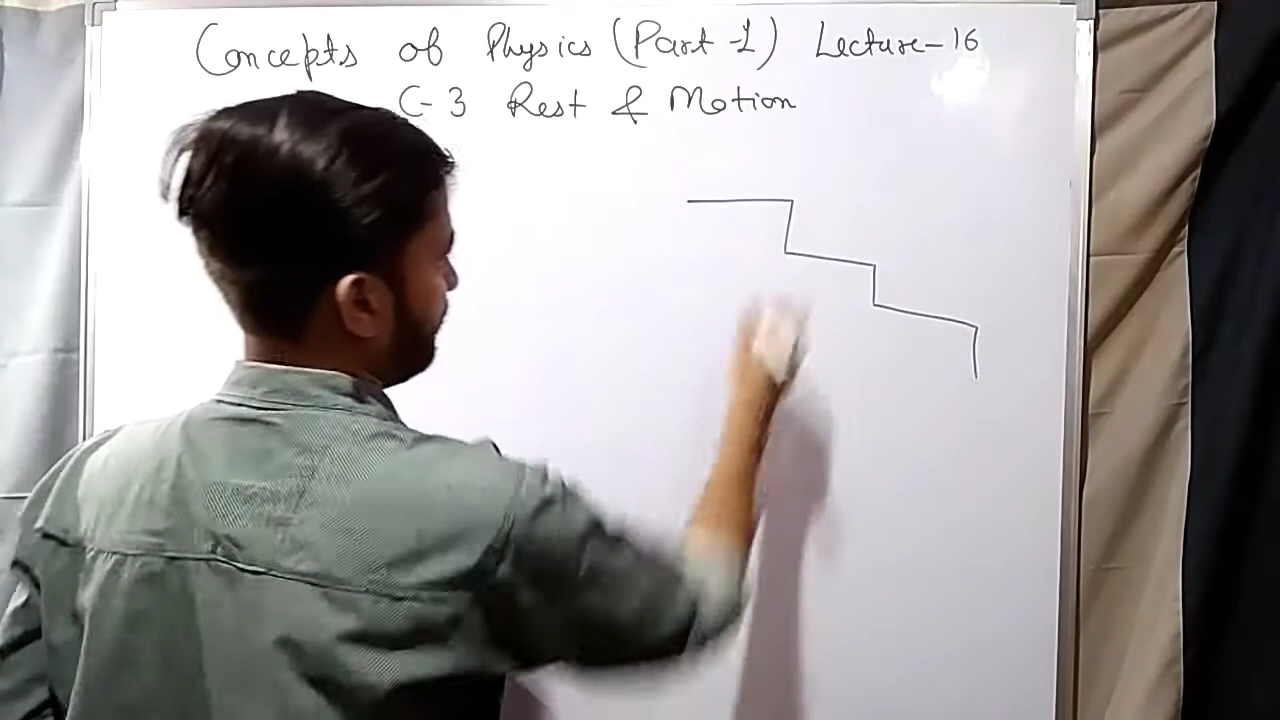 Concepts of Physics (Part-1) Lecture-16
C-3 Rest & Motion